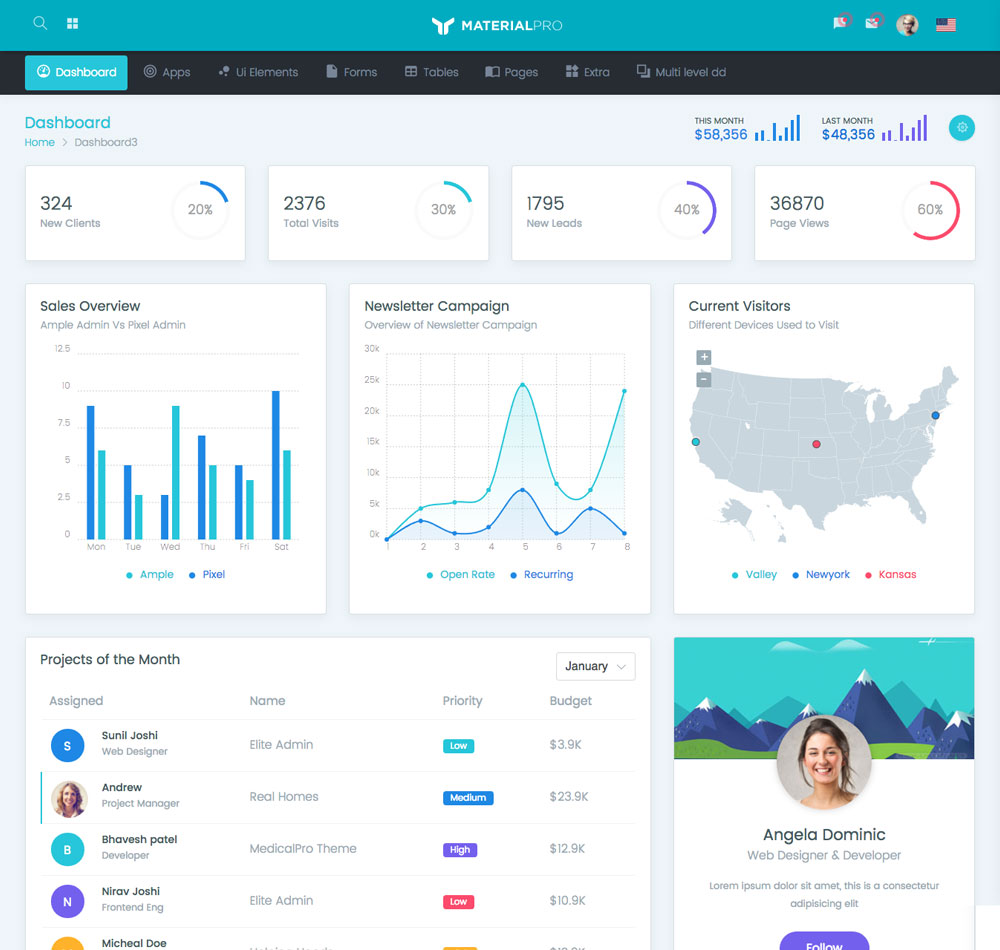 MATERIALPRO
Dashboard Apps Ui Elements Forms Tables Pages Extra Multi level dd
Dashboard
Home > Dashboard3
THIS MONTH
$58,356
LAST MONTH
$48,356
324
New Clients
20%
2376
Total Visits
30%
1795
New Leads
40%
36870
Page Views
60%
Sales Overview
Ample Admin Vs Pixel Admin
12.5
10
7.5
5
2.5
0
Mon Tue Wed Thu Fri Sat
Ample Pixel
Newsletter Campaign
Overview of Newsletter Campaign
30k
25k
20k
15k
10k
5k
0k
1 2 3 4 5 6 7 8
Open Rate Recurring
Current Visitors
Different Devices Used to Visit
+
-
Valley Newyork Kansas
Projects of the Month
January
Assigned Name Priority Budget
S Sunil Joshi Elite Admin Low $3.9K
Web Designer
Andrew Real Homes Medium $23.9K
Project Manager
B Bhavesh patel MedicalPro Theme High $12.9K
Developer
N Nirav Joshi Elite Admin Low $10.9K
Frontend Eng
Micheal Doe
Angela Dominic
Web Designer & Developer
Lorem ipsum dolor sit amet, this is a consectetur
adipisicing elit
Follow